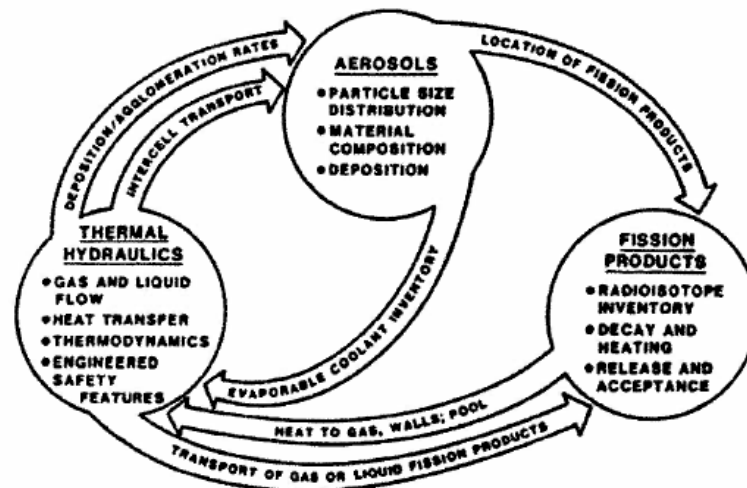 DEPOSITION/AGGLOMERATION RATES
INTERCELL TRANSPORT
AEROSOLS
●PARTICLE SIZE
DISTRIBUTION
●MATERIAL
COMPOSITION
●DEPOSITION
LOCATION OF FISSION PRODUCTS
THERMAL
HYDRAULICS
●GAS AND LIQUID
FLOW
●HEAT TRANSFER
●THERMODYNAMICS
●ENGINEERED
SAFETY
FEATURES
EVAPORABLE COOLANT INVENTORY
FISSION
PRODUCTS
●RADIOISOTOPE
INVENTORY
●DECAY AND
HEATING
●RELEASE AND
ACCEPTANCE
HEAT TO GAS, WALLS; POOL
TRANSPORT OF GAS OR LIQUID FISSION PRODUCTS